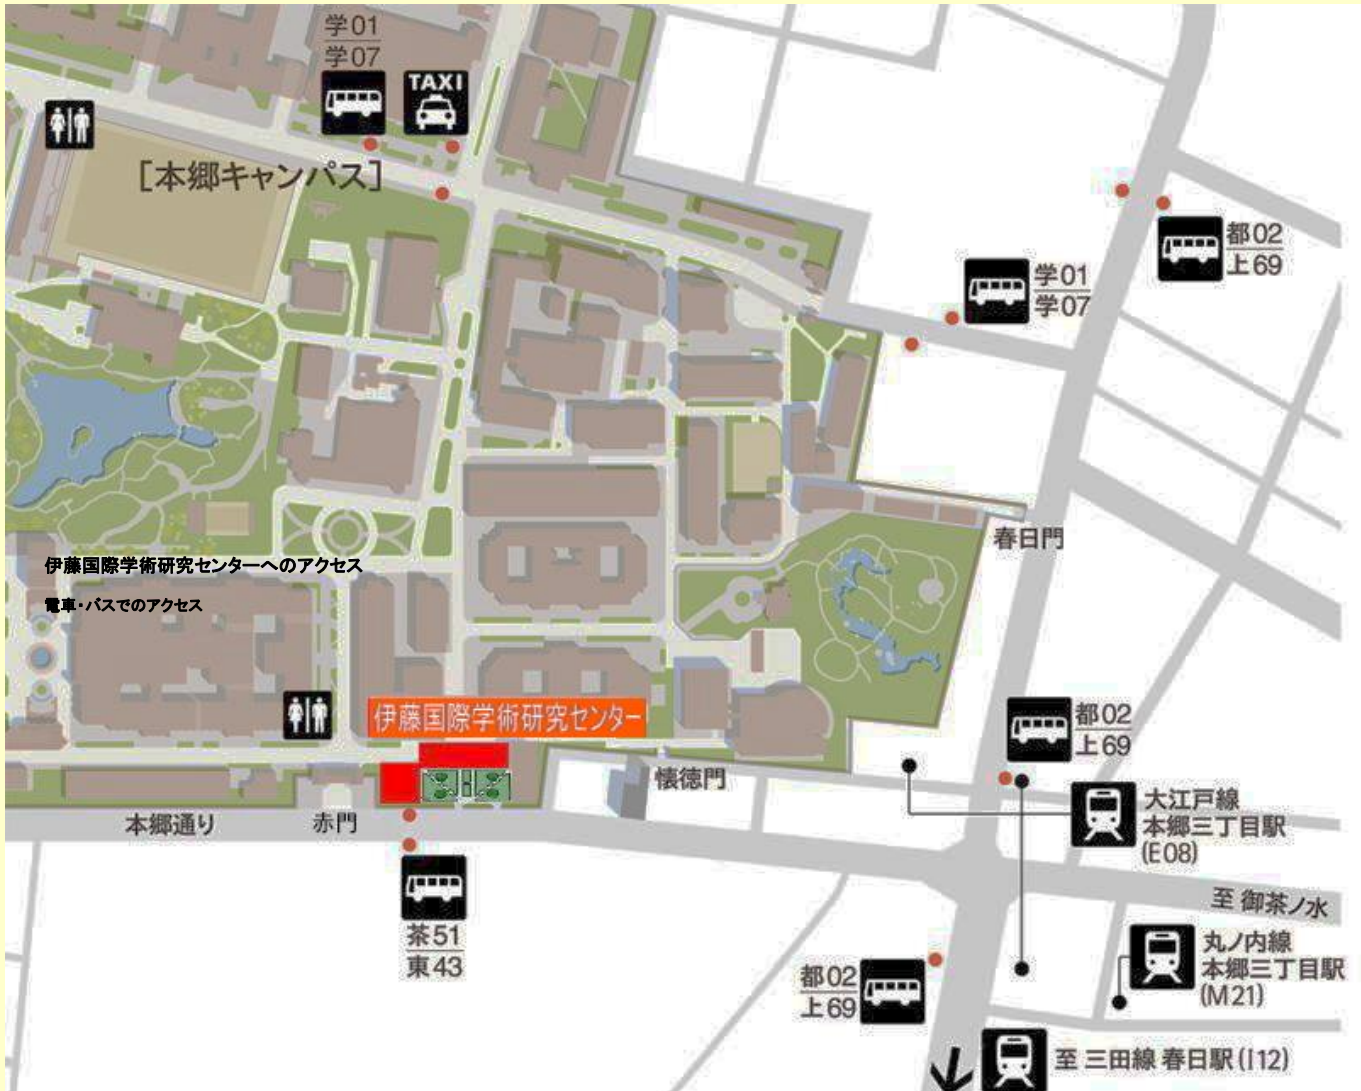 学01
学07
TAXI
[本郷キャンパス]
都02
上69
学01
学07
春日門
伊藤国際学術研究センターへのアクセス
電車・バスでのアクセス
伊藤国際学術研究センター
都02
上69
懐徳門
大江戸線
本郷三丁目駅
(E08)
本郷通り
赤門
至 御茶ノ水
茶51
東43
丸ノ内線
本郷三丁目駅
(M21)
都02
上69
至 三田線 春日駅(I12)